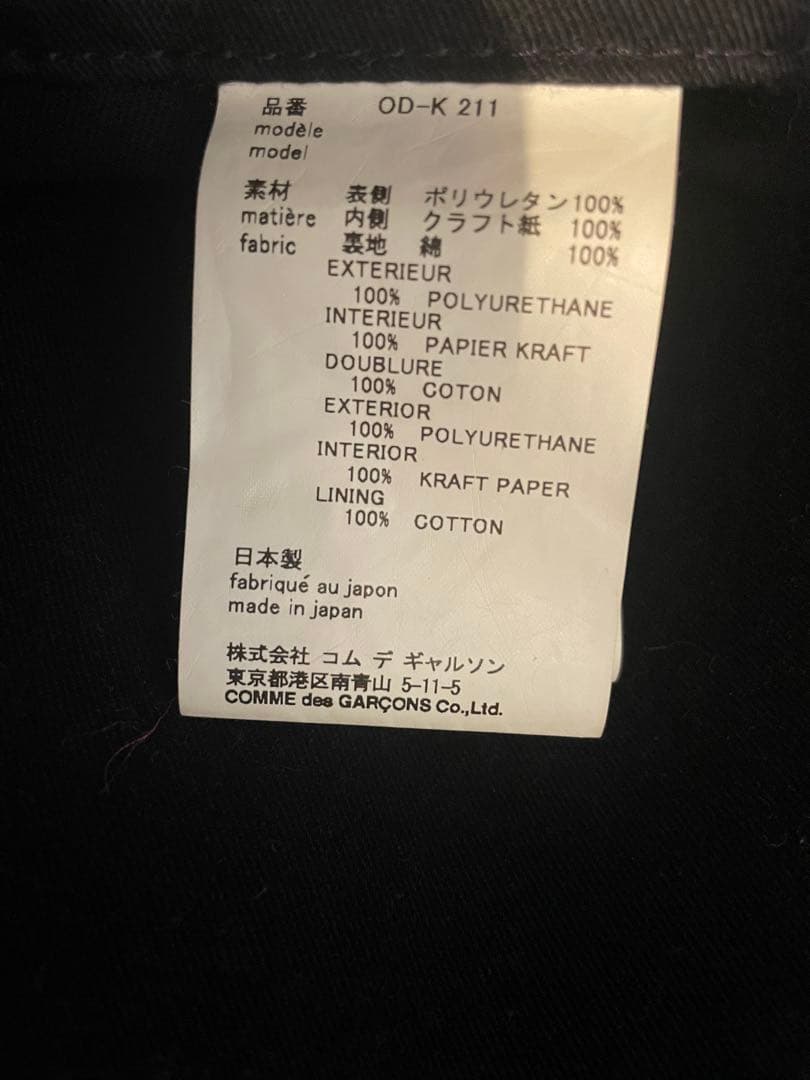 品番 OD-K 211
modèle
model
素材 表側 ポリウレタン100%
matière 内側 クラフト紙 100%
fabric 裏地 綿 100%
EXTERIEUR
100% POLYURETHANE
INTERIEUR
100% PAPIER KRAFT
DOUBLURE
100% COTON
EXTERIOR
100% POLYURETHANE
INTERIOR
100% KRAFT PAPER
LINING
100% COTTON
日本製
fabriqué au japon
made in japan
株式会社 コム デ ギャルソン
東京都港区南青山 5-11-5
COMME des GARÇONS Co.,Ltd.